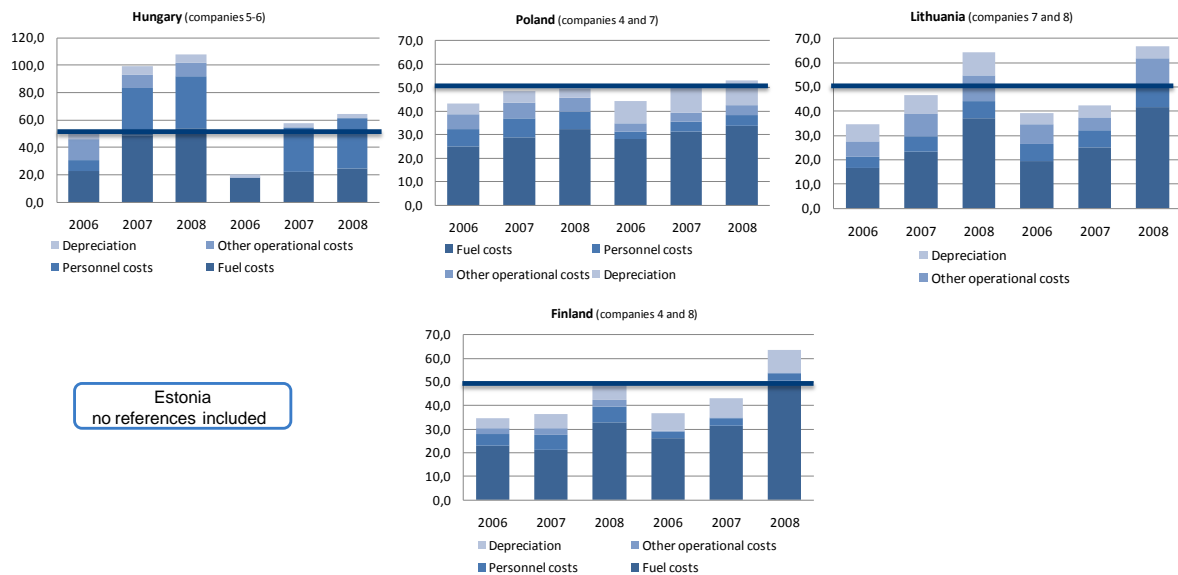 Hungary (companies 5-6)
120,0
100,0
80,0
60,0
40,0
20,0
0,0
2006 2007 2008 2006 2007 2008
Depreciation Other operational costs
Personnel costs Fuel costs
Poland (companies 4 and 7)
70,0
60,0
50,0
40,0
30,0
20,0
10,0
0,0
2006 2007 2008 2006 2007 2008
Fuel costs Personnel costs
Other operational costs Depreciation
Lithuania (companies 7 and 8)
70,0
60,0
50,0
40,0
30,0
20,0
10,0
0,0
2006 2007 2008 2006 2007 2008
Depreciation
Other operational costs
Estonia
no references included
Finland (companies 4 and 8)
70,0
60,0
50,0
40,0
30,0
20,0
10,0
0,0
2006 2007 2008 2006 2007 2008
Depreciation Other operational costs
Personnel costs Fuel costs